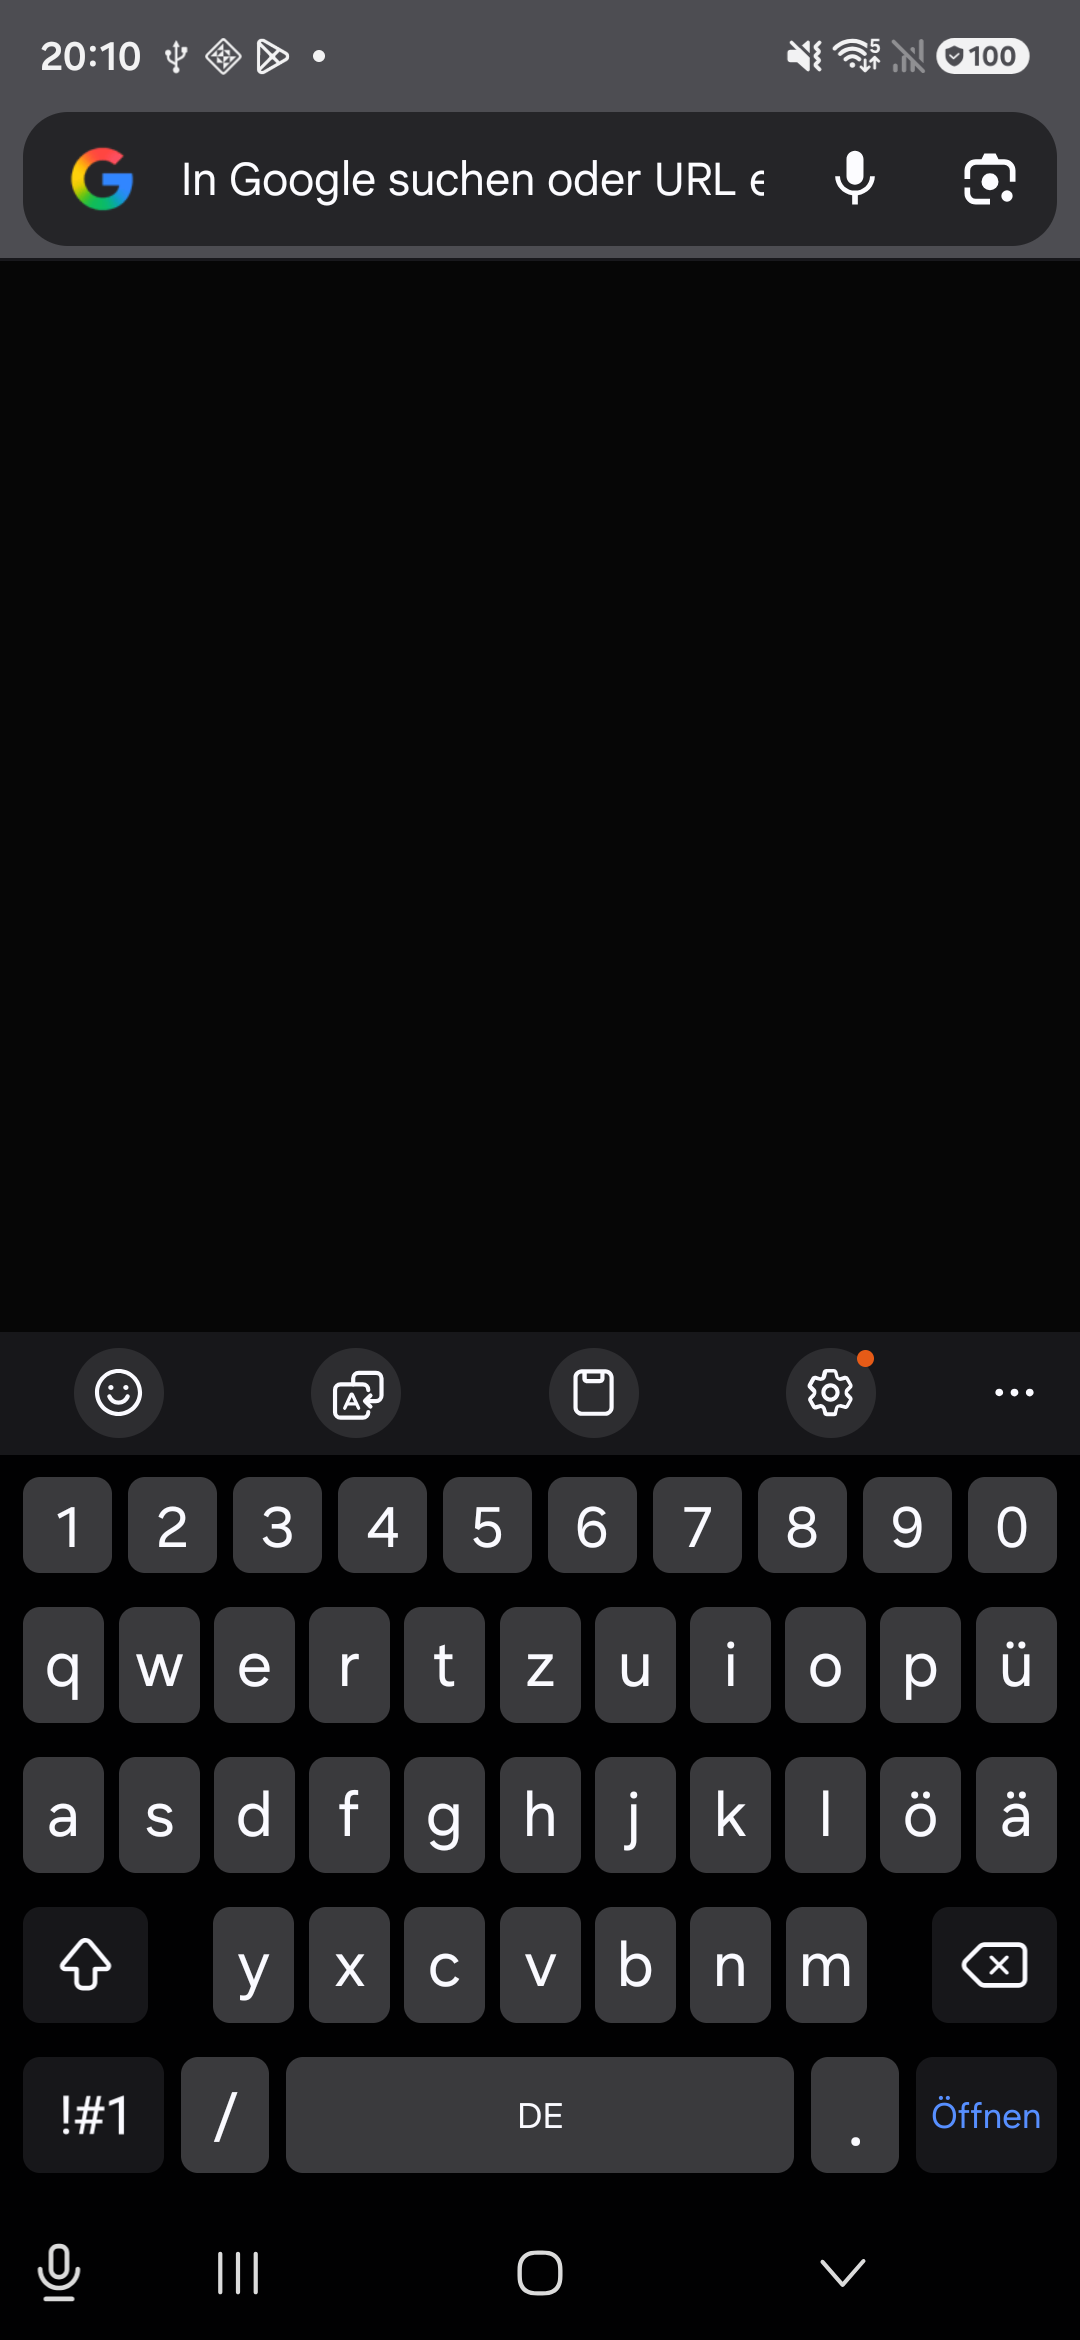 20:10 5 100
In Google suchen oder URL
1 2 3 4 5 6 7 8 9 0
q w e r t z u i o p ü
a s d f g h j k l ö ä
y x c v b n m
!#1 / DE . Öffnen